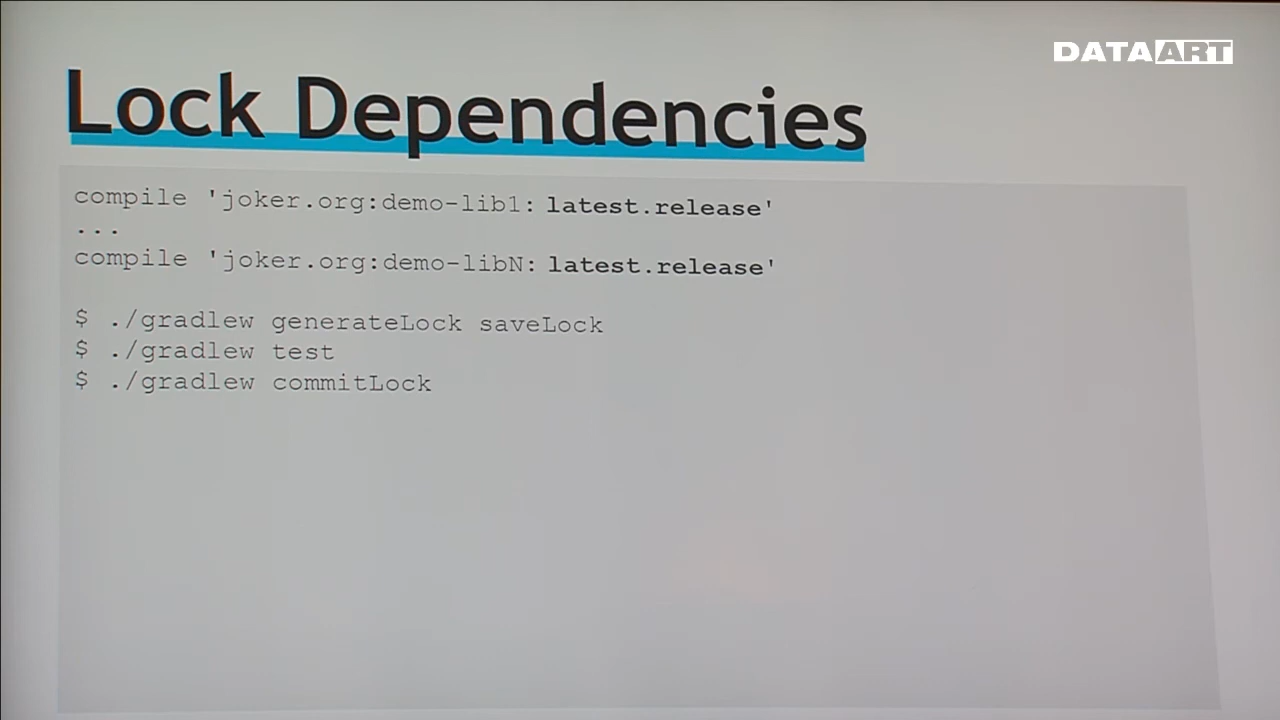 DATAART
Lock Dependencies
compile 'joker.org:demo-lib1: latest.release'
...
compile 'joker.org:demo-libN: latest.release'
$ ./gradlew generateLock saveLock
$ ./gradlew test
$ ./gradlew commitLock